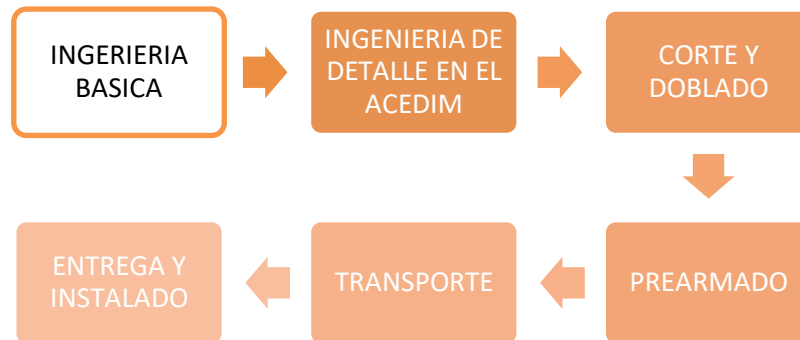 INGERIERIA
BASICA
INGENIERIA DE
DETALLE EN EL
ACEDIM
CORTE Y
DOBLADO
PREARMADO
TRANSPORTE
ENTREGA Y
INSTALADO